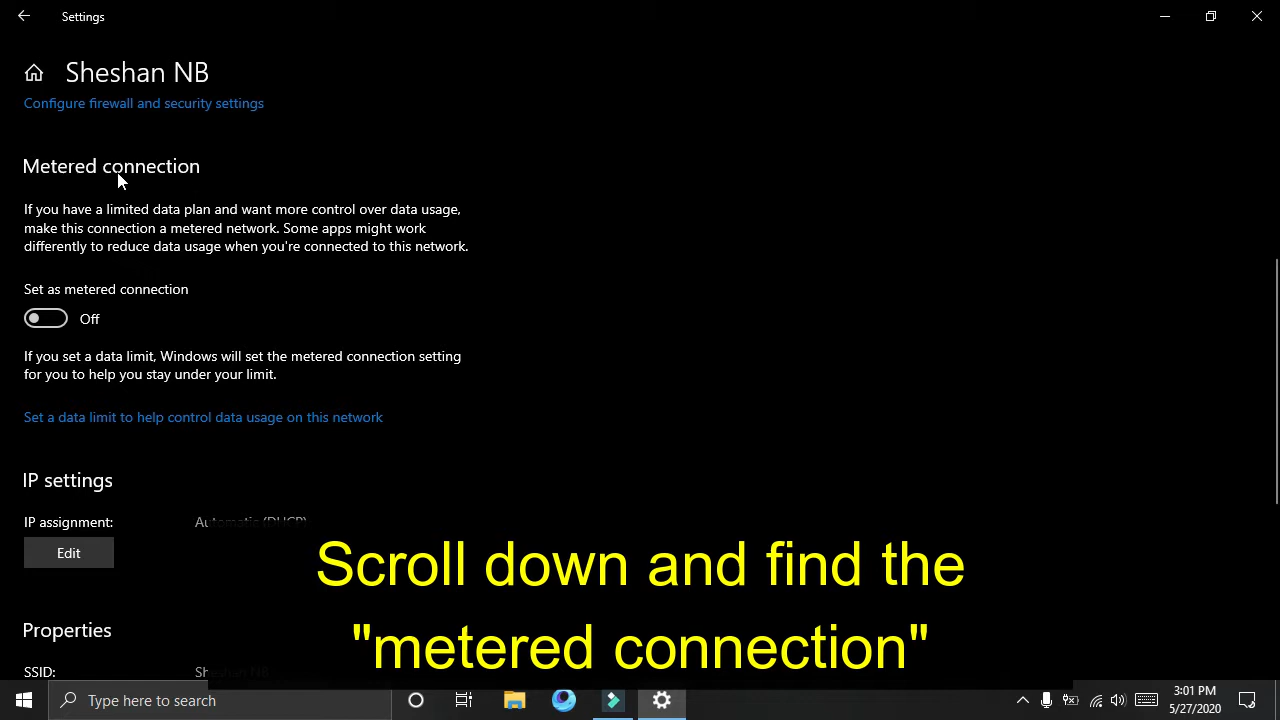 Settings
Sheshan NB
Configure firewall and security settings
Metered connection
If you have a limited data plan and want more control over data usage,
make this connection a metered network. Some apps might work
differently to reduce data usage when you're connected to this network.
Set as metered connection
Off
If you set a data limit, Windows will set the metered connection setting
for you to help you stay under your limit.
Set a data limit to help control data usage on this network
IP settings
IP assignment: Automatic (DHCP)
Edit
Scroll down and find the
"metered connection"
Properties
SSID: Sheshan NB
Type here to search
3:01 PM
5/27/2020